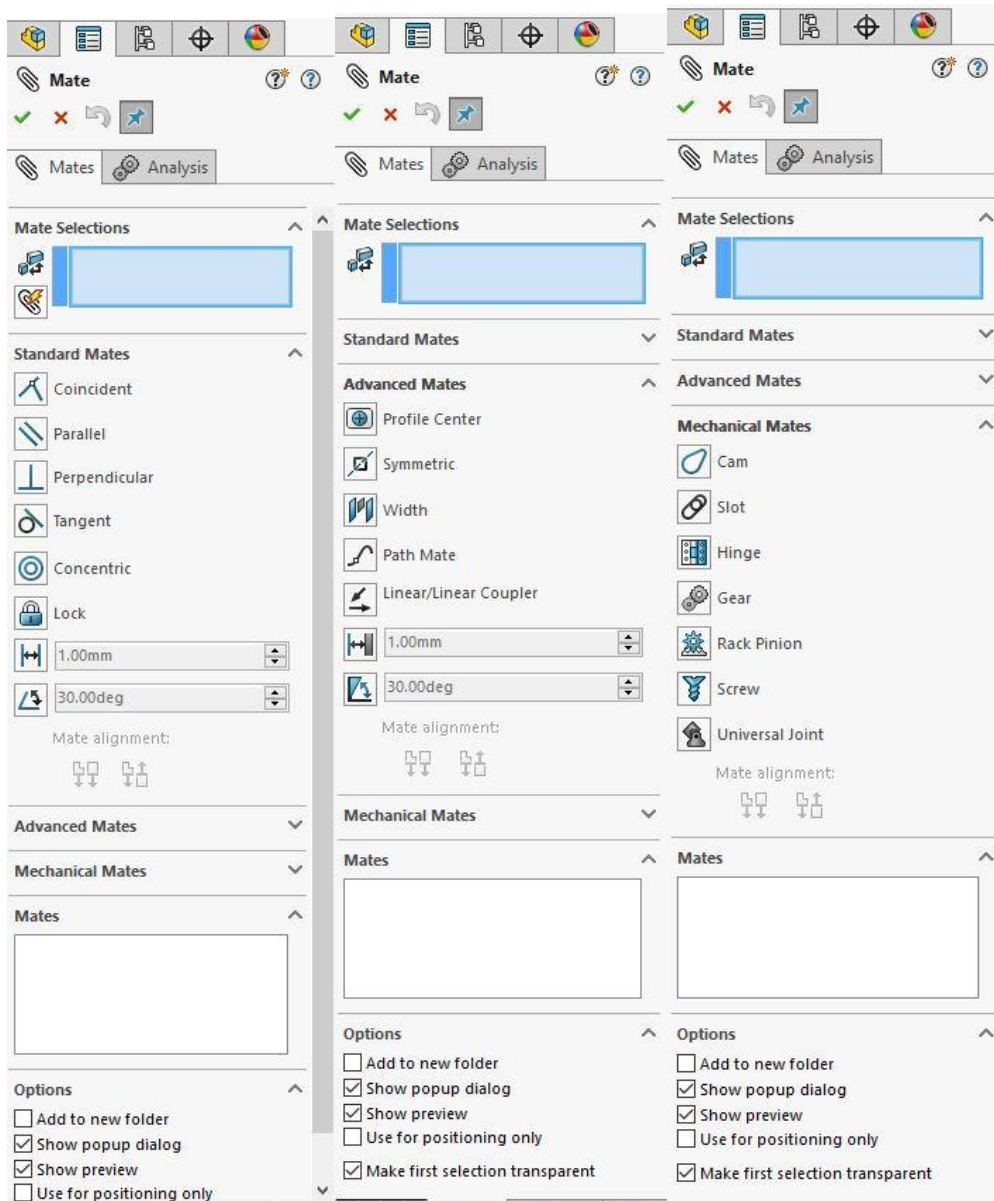 Mate
Mates
Analysis
Mate Selections
Standard Mates
Coincident
Parallel
Perpendicular
Tangent
Concentric
Lock
1.00mm
30.00deg
Mate alignment:
Advanced Mates
Mechanical Mates
Mates
Options
Add to new folder
Show popup dialog
Show preview
Use for positioning only
Mate
Mates
Analysis
Mate Selections
Standard Mates
Advanced Mates
Profile Center
Symmetric
Width
Path Mate
Linear/Linear Coupler
1.00mm
30.00deg
Mate alignment:
Mechanical Mates
Mates
Options
Add to new folder
Show popup dialog
Show preview
Use for positioning only
Make first selection transparent
Mate
Mates
Analysis
Mate Selections
Standard Mates
Advanced Mates
Mechanical Mates
Cam
Slot
Hinge
Gear
Rack Pinion
Screw
Universal Joint
Mate alignment:
Mates
Options
Add to new folder
Show popup dialog
Show preview
Use for positioning only
Make first selection transparent